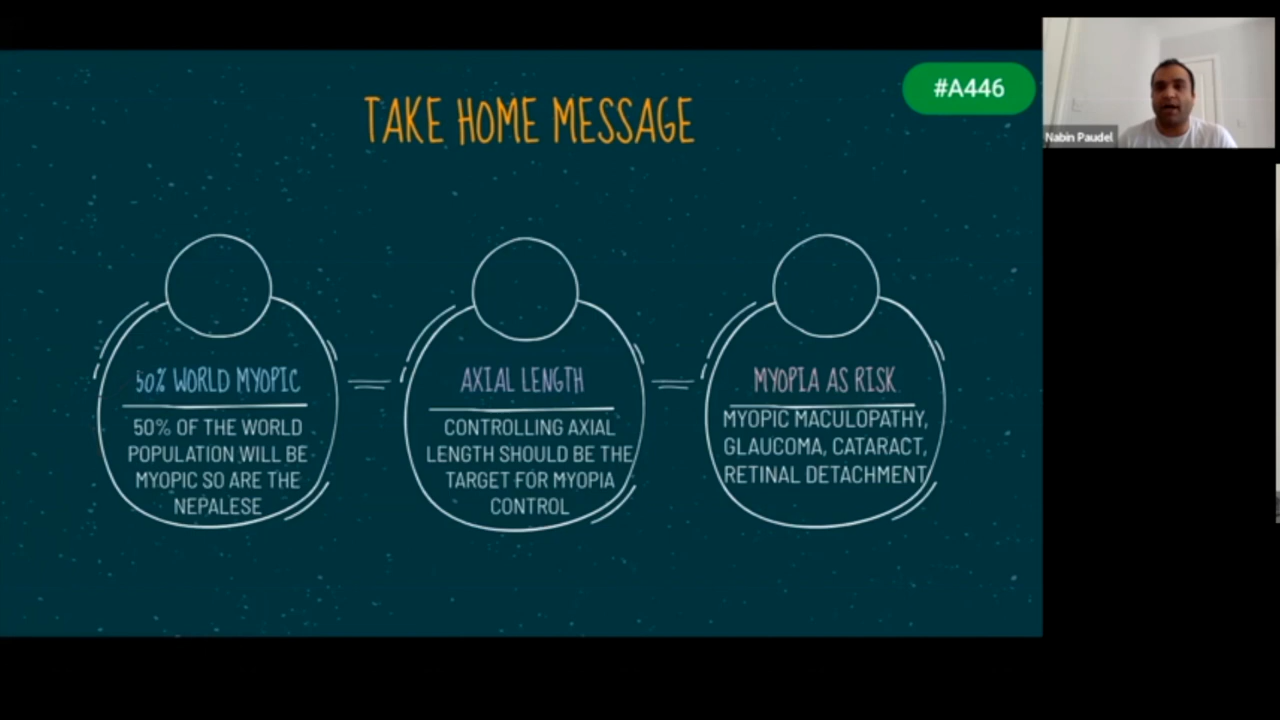 #A446
TAKE HOME MESSAGE
Nabin Paudel
50% WORLD MYOPIC
50% OF THE WORLD
POPULATION WILL BE
MYOPIC SO ARE THE
NEPALESE
AXIAL LENGTH
CONTROLLING AXIAL
LENGTH SHOULD BE THE
TARGET FOR MYOPIA
CONTROL
MYOPIA AS RISK
MYOPIC MACULOPATHY,
GLAUCOMA, CATARACT,
RETINAL DETACHMENT